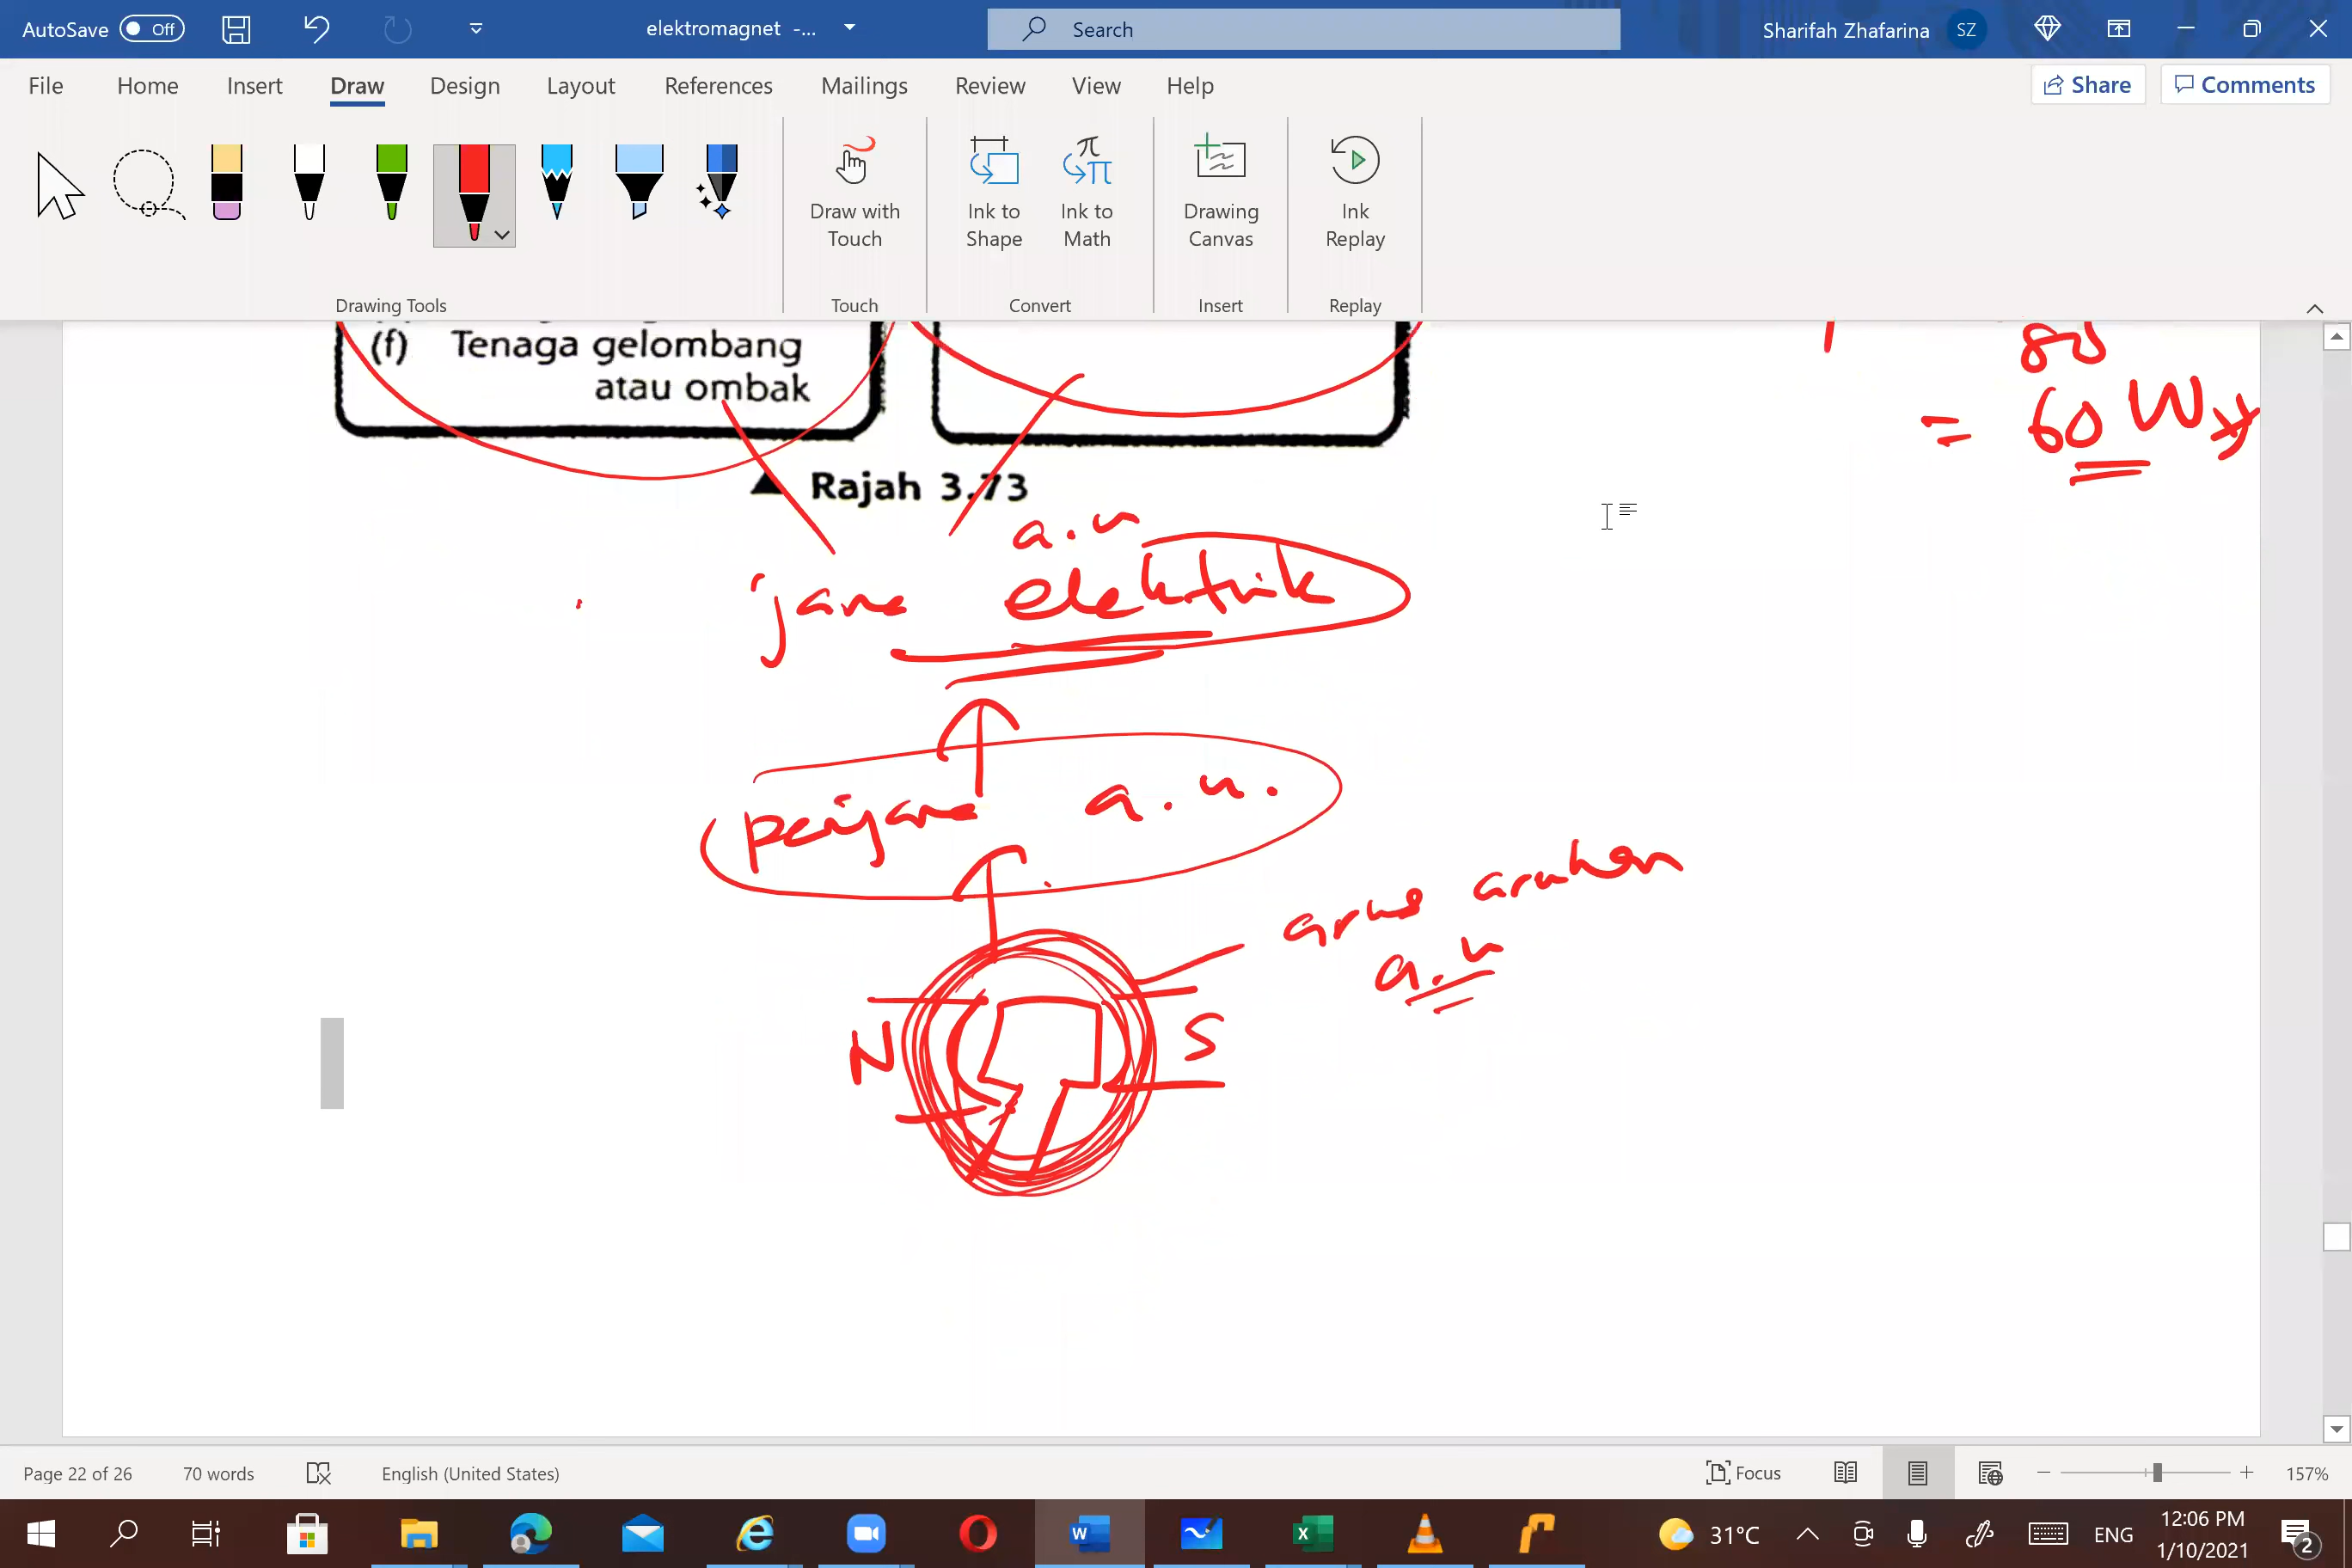 AutoSave Off elektromagnet -... Search Sharifah Zhafarina SZ
File Home Insert Draw Design Layout References Mailings Review View Help Share Comments
Draw with Touch
Ink to Shape
Ink to Math
Drawing Canvas
Ink Replay
Drawing Tools Touch Convert Insert Replay
(f) Tenaga gelombang
atau ombak
= 60 W
Rajah 3.73
a.u
jana elektrik
penjana a.u.
arus aruhan
a.u
N S
Page 22 of 26 70 words English (United States) Focus 157%
31°C ENG 12:06 PM
1/10/2021 2